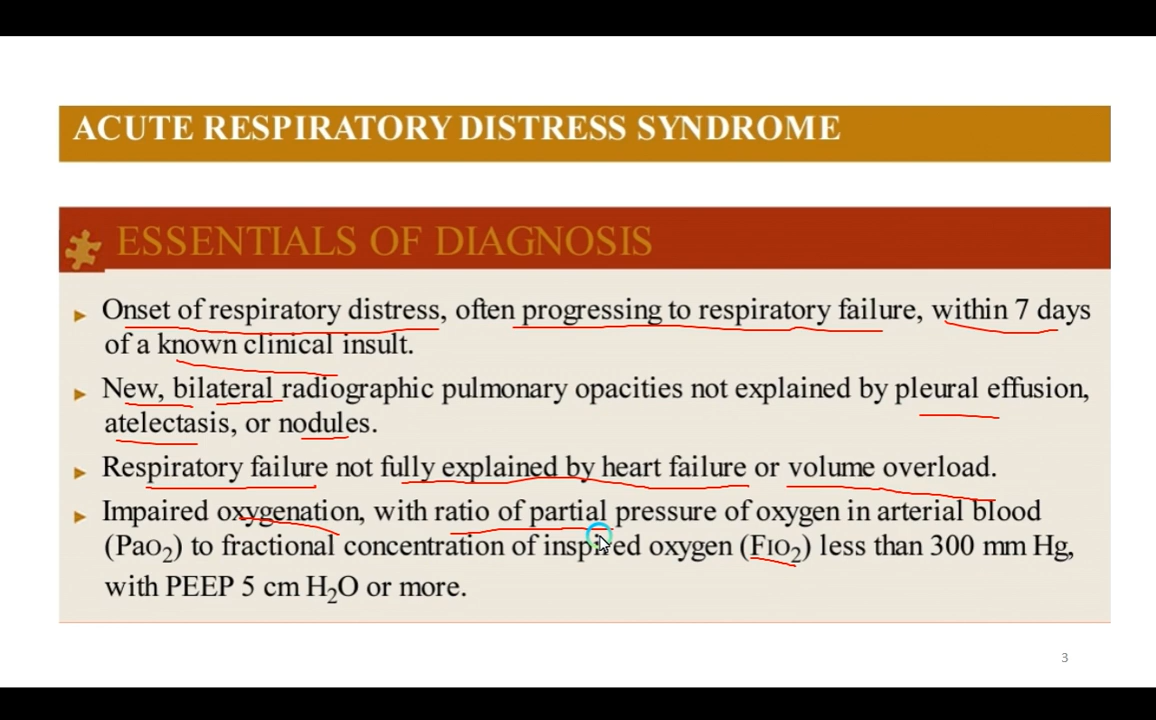 ACUTE RESPIRATORY DISTRESS SYNDROME
ESSENTIALS OF DIAGNOSIS
▸ Onset of respiratory distress, often progressing to respiratory failure, within 7 days
of a known clinical insult.
▸ New, bilateral radiographic pulmonary opacities not explained by pleural effusion,
atelectasis, or nodules.
▸ Respiratory failure not fully explained by heart failure or volume overload.
▸ Impaired oxygenation, with ratio of partial pressure of oxygen in arterial blood
(PaO₂) to fractional concentration of inspired oxygen (FIO₂) less than 300 mm Hg,
with PEEP 5 cm H₂O or more.
3